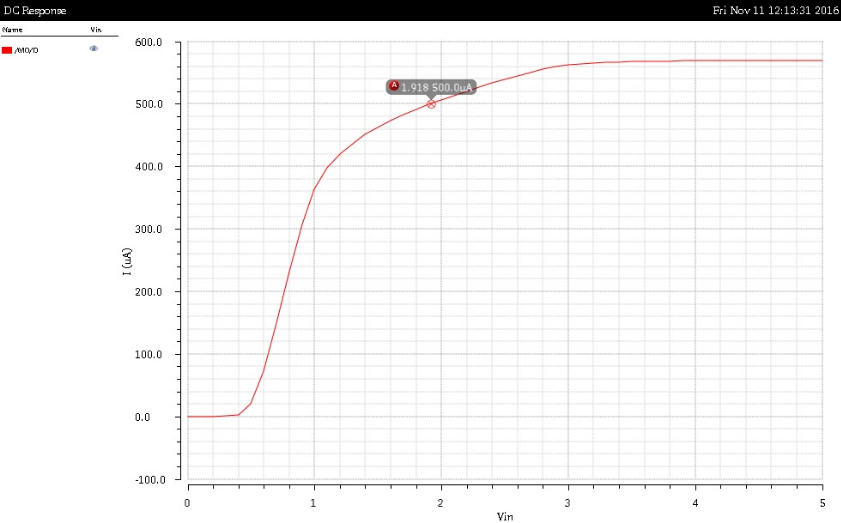 DC Response
Fri Nov 11 12:13:31 2016
Name Vin
/M0/D
600.0
500.0
400.0
300.0
200.0
100.0
0.0
-100.0
I (uA)
A 1.918 500.0uA
0 1 2 3 4 5
Vin